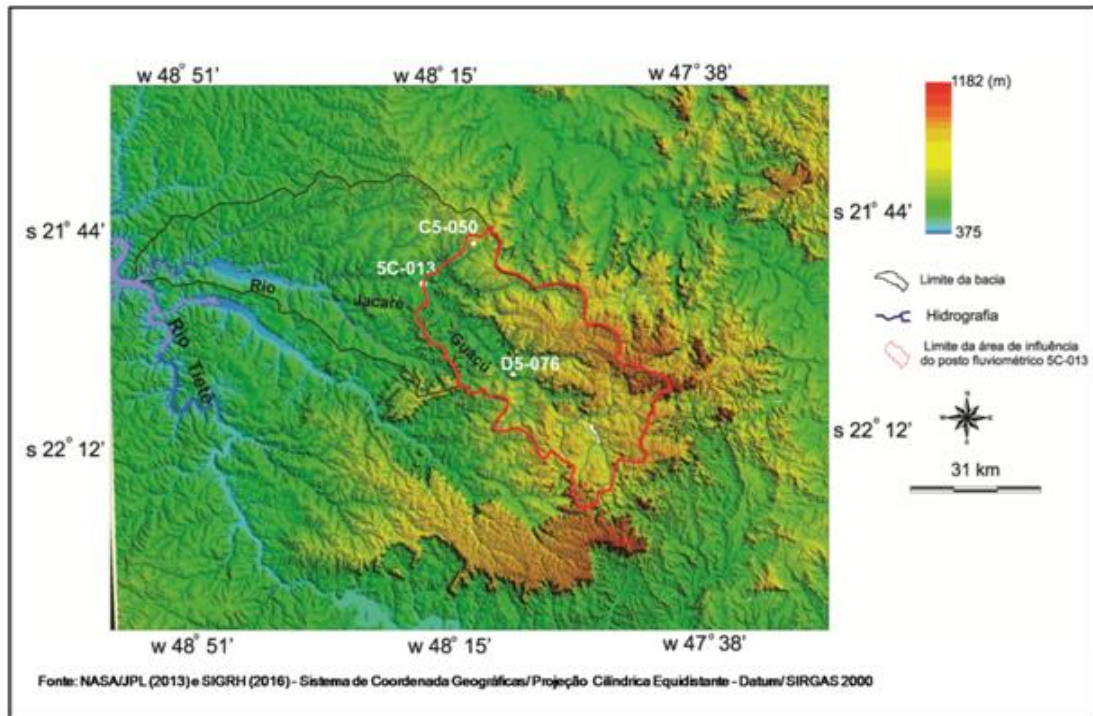 w 48° 51'
w 48° 15'
w 47° 38'
1182 (m)
375
s 21° 44'
s 21° 44'
C5-050
5C-013
Rio
Jacaré
Guaçú
D5-076
Rio Tietê
Limite da bacia
Hidrografia
Limite da área de influência
do posto fluviométrico 5C-013
s 22° 12'
s 22° 12'
31 km
w 48° 51'
w 48° 15'
w 47° 38'
Fonte: NASA/JPL (2013) e SIGRH (2016) - Sistema de Coordenada Geográficas/ Projeção Cilíndrica Equidistante - Datum/ SIRGAS 2000